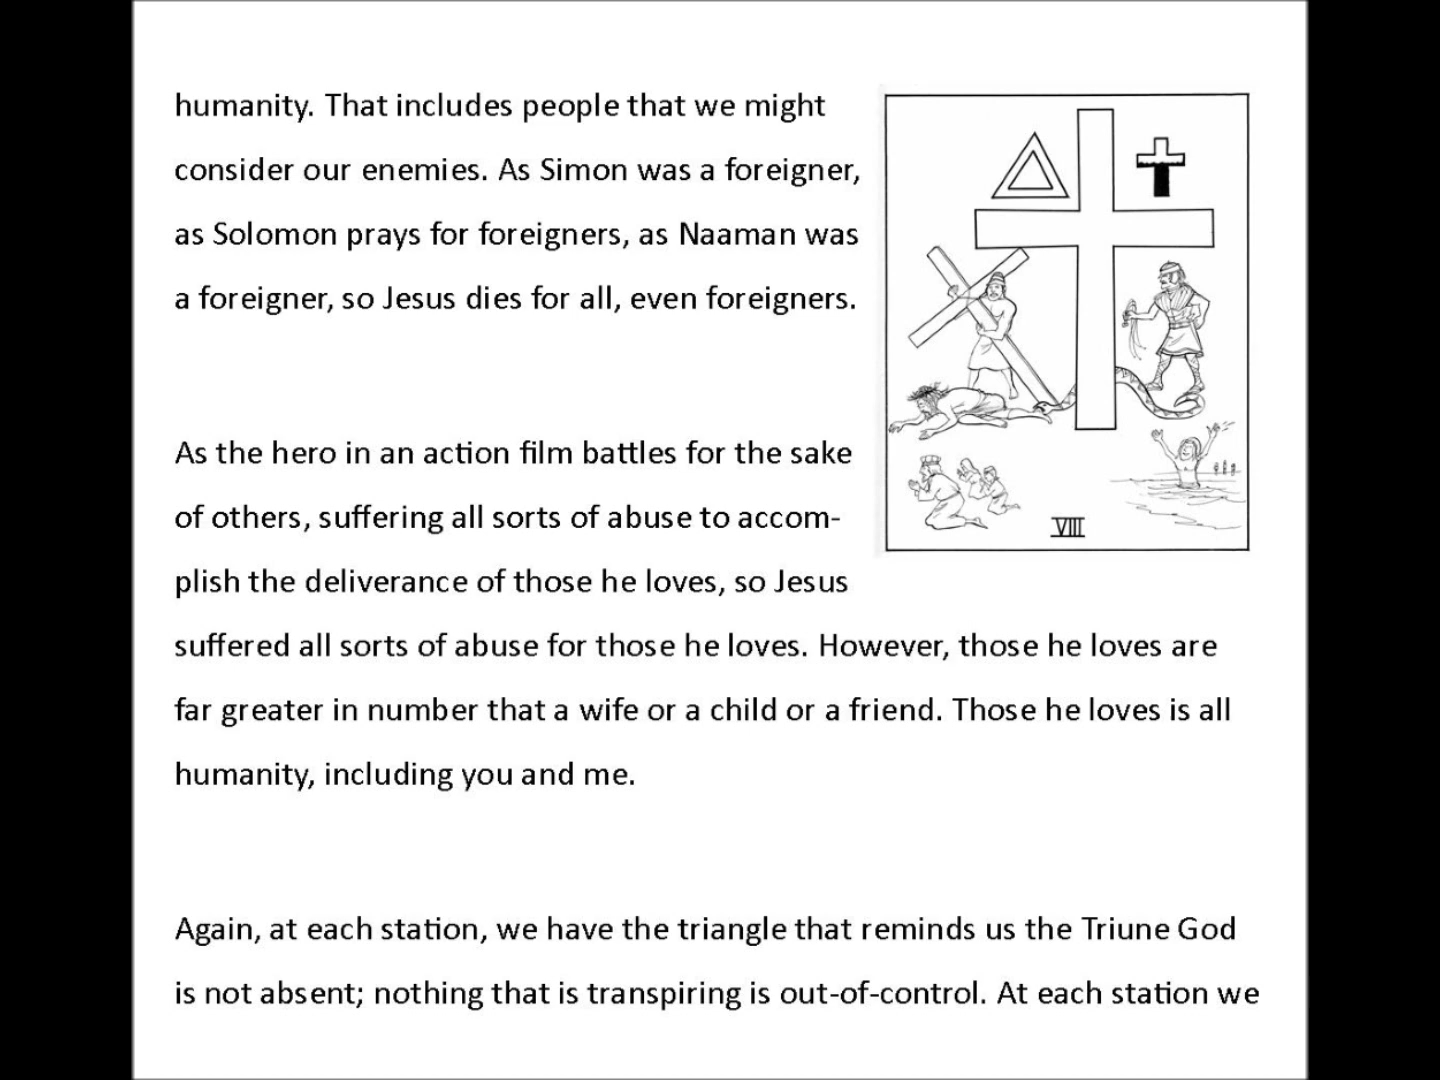 humanity. That includes people that we might
consider our enemies. As Simon was a foreigner,
as Solomon prays for foreigners, as Naaman was
a foreigner, so Jesus dies for all, even foreigners.
As the hero in an action film battles for the sake
of others, suffering all sorts of abuse to accom-
plish the deliverance of those he loves, so Jesus
suffered all sorts of abuse for those he loves. However, those he loves are
far greater in number that a wife or a child or a friend. Those he loves is all
humanity, including you and me.
Again, at each station, we have the triangle that reminds us the Triune God
is not absent; nothing that is transpiring is out-of-control. At each station we
VIII